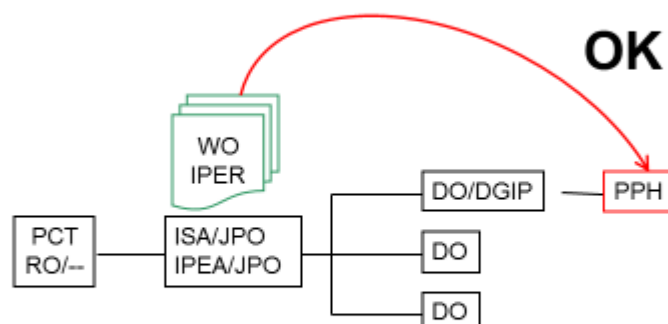 OK
WO
IPER
DO/DGIP
PPH
PCT
RO/--
ISA/JPO
IPEA/JPO
DO
DO